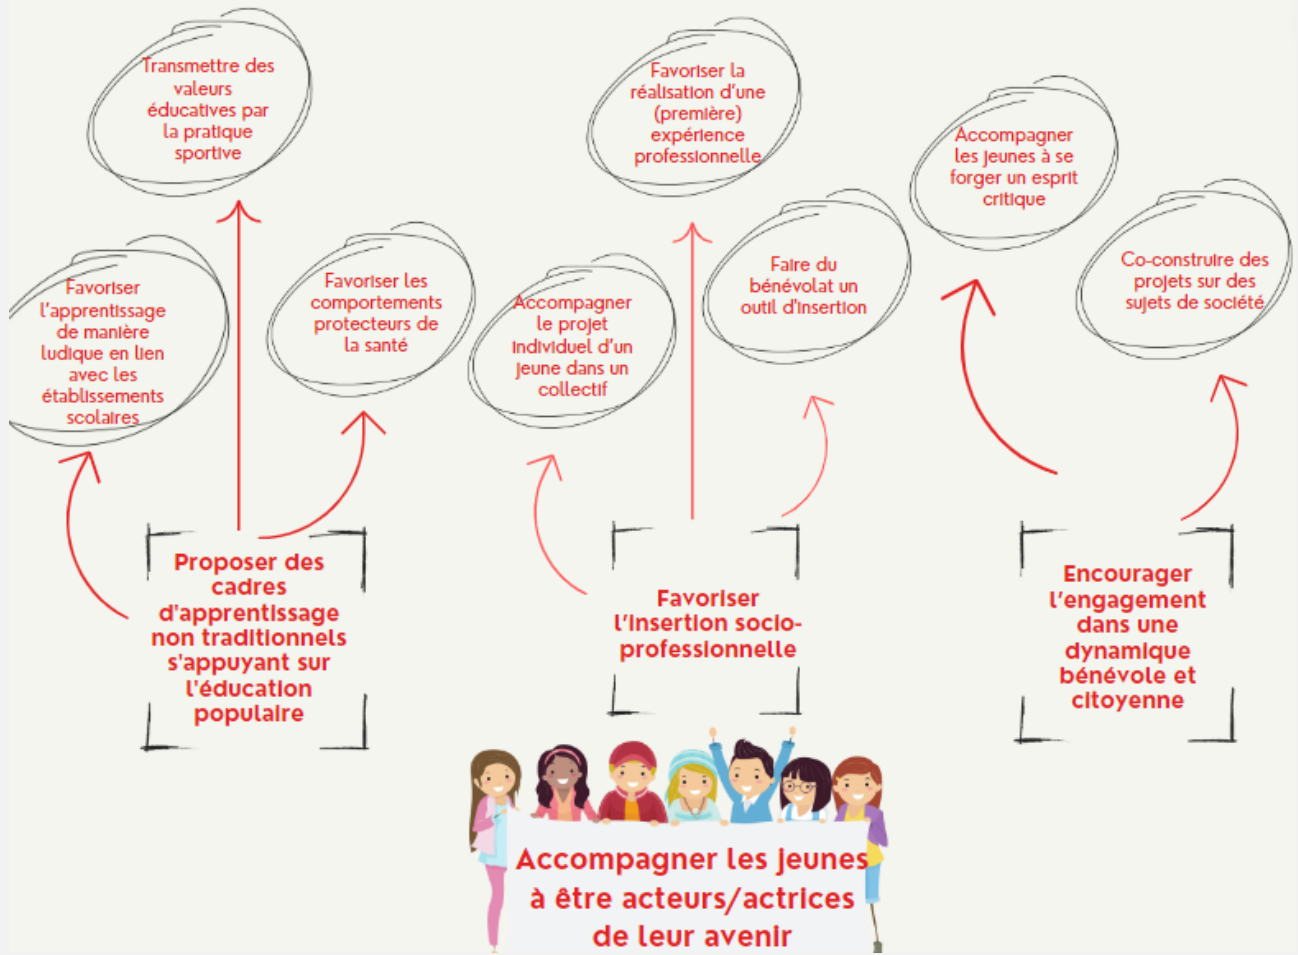 Transmettre des
valeurs
éducatives par
la pratique
sportive
Favoriser la
réalisation d'une
(première)
expérience
professionnelle
Accompagner
les jeunes à se
forger un esprit
critique
Favoriser
l'apprentissage
de manière
ludique en lien
avec les
établissements
scolaires
Favoriser les
comportements
protecteurs de
la santé
Accompagner
le projet
individuel d'un
jeune dans un
collectif
Faire du
bénévolat un
outil d'insertion
Co-construire des
projets sur des
sujets de société
Proposer des
cadres
d'apprentissage
non traditionnels
s'appuyant sur
l'éducation
populaire
Favoriser
l'insertion socio-
professionnelle
Encourager
l'engagement
dans une
dynamique
bénévole et
citoyenne
Accompagner les jeunes
à être acteurs/actrices
de leur avenir